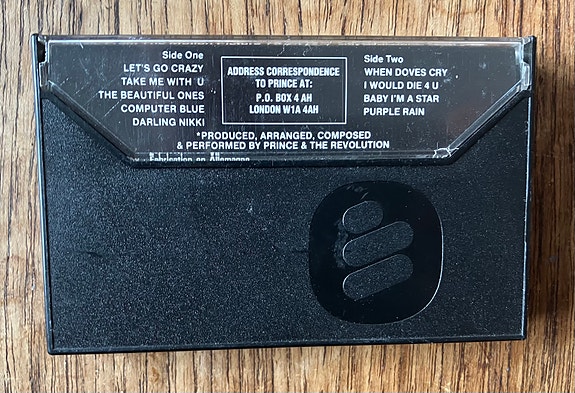 Side One
LET'S GO CRAZY
TAKE ME WITH U
THE BEAUTIFUL ONES
COMPUTER BLUE
DARLING NIKKI
ADDRESS CORRESPONDENCE
TO PRINCE AT:
P.O. BOX 4 AH
LONDON W1A 4AH
Side Two
WHEN DOVES CRY
I WOULD DIE 4 U
BABY I'M A STAR
PURPLE RAIN
*PRODUCED, ARRANGED, COMPOSED
& PERFORMED BY PRINCE & THE REVOLUTION
Fabrication en Allemagne